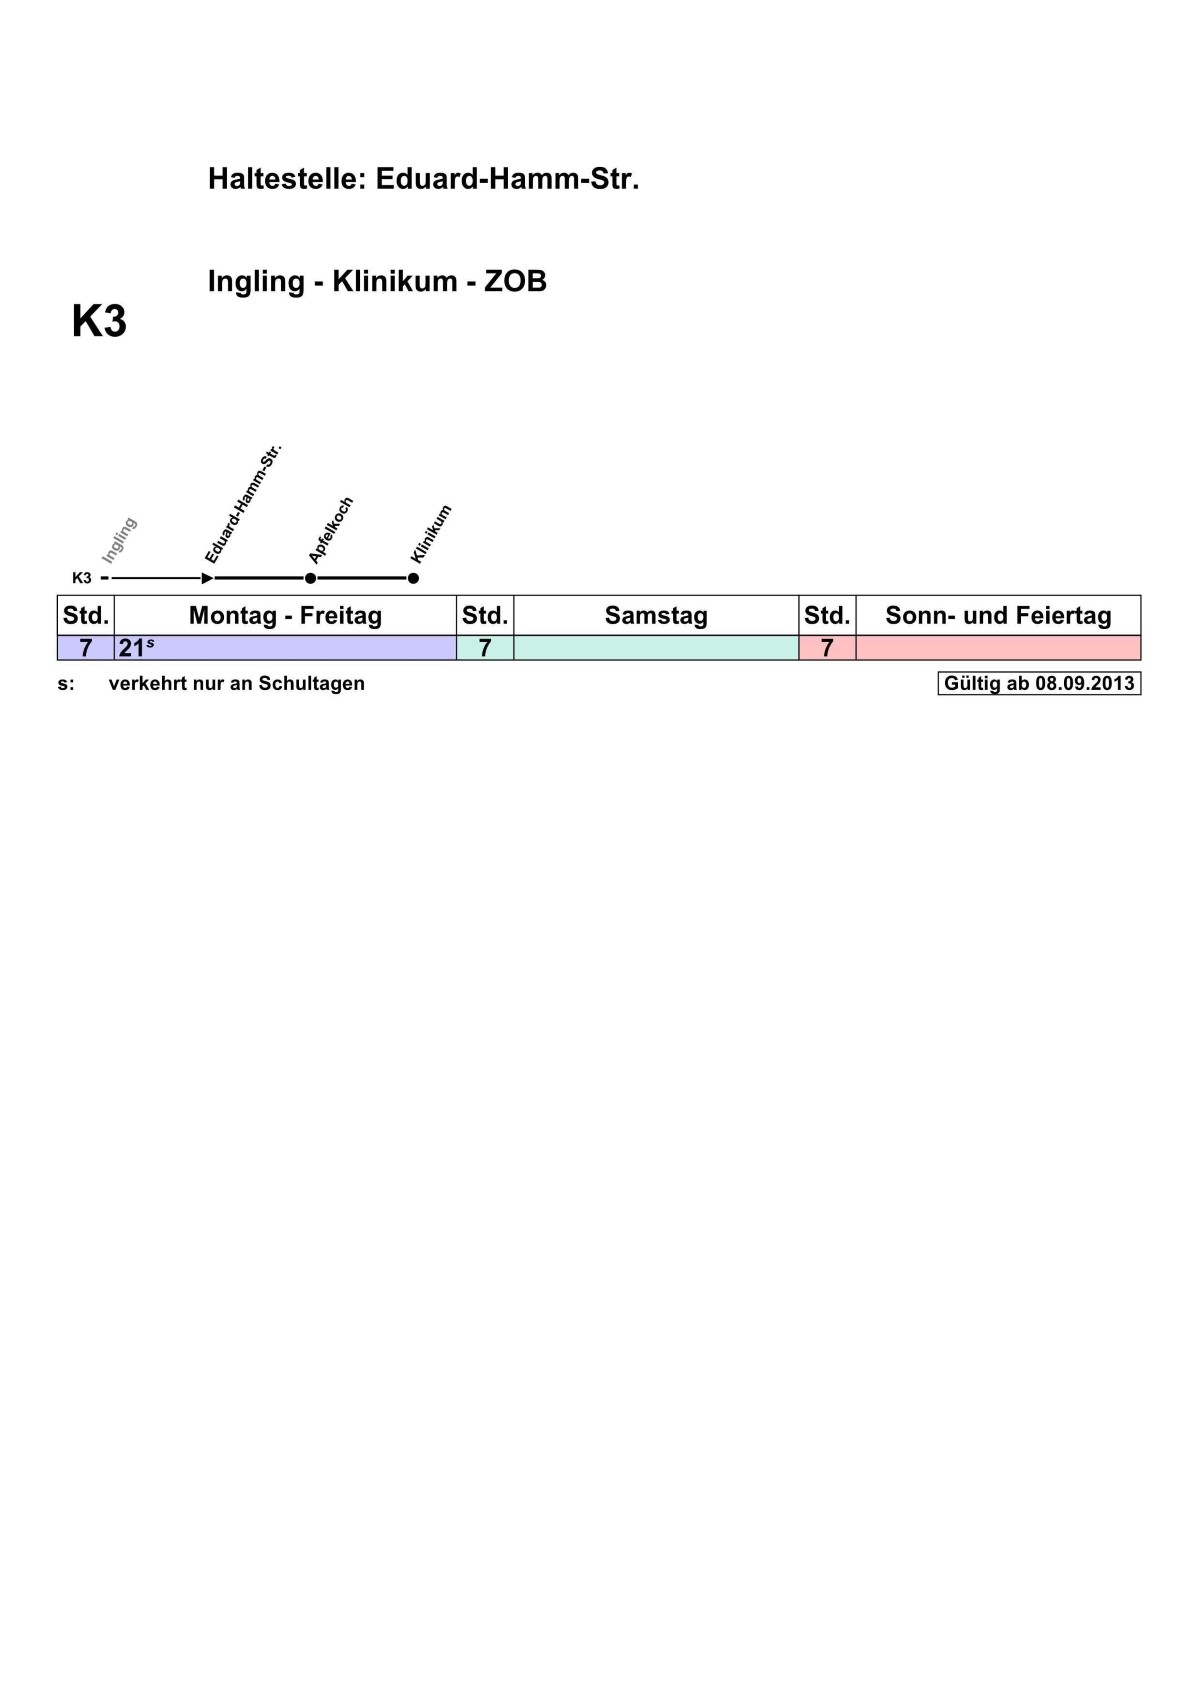 Haltestelle: Eduard-Hamm-Str.
Ingling - Klinikum - ZOB
K3
Ingling
Eduard-Hamm-Str.
Apfelkoch
Klinikum
K3
Std. Montag - Freitag Std. Samstag Std. Sonn- und Feiertag
7 21s 7 7
s: verkehrt nur an Schultagen Gültig ab 08.09.2013